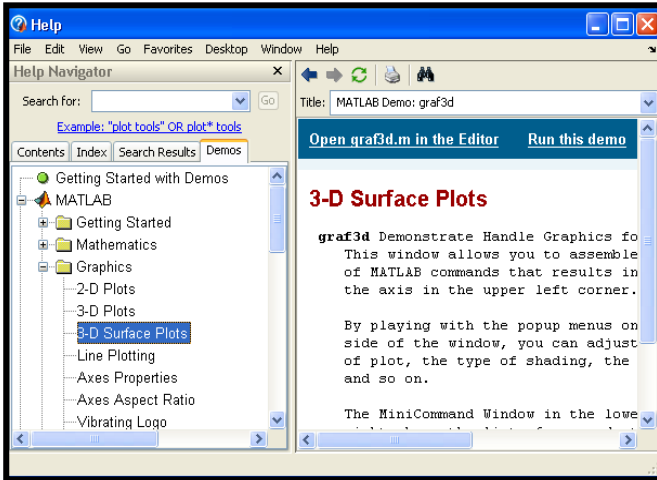 Help
File Edit View Go Favorites Desktop Window Help
Help Navigator
Search for:
Go
Example: "plot tools" OR plot* tools
Contents Index Search Results Demos
Getting Started with Demos
MATLAB
Getting Started
Mathematics
Graphics
2-D Plots
3-D Plots
3-D Surface Plots
Line Plotting
Axes Properties
Axes Aspect Ratio
Vibrating Logo
Title: MATLAB Demo: graf3d
Open graf3d.m in the Editor Run this demo
3-D Surface Plots
graf3d Demonstrate Handle Graphics fo
This window allows you to assemble
of MATLAB commands that results in
the axis in the upper left corner.
By playing with the popup menus on
side of the window, you can adjust
of plot, the type of shading, the
and so on.
The MiniCommand Window in the lowe